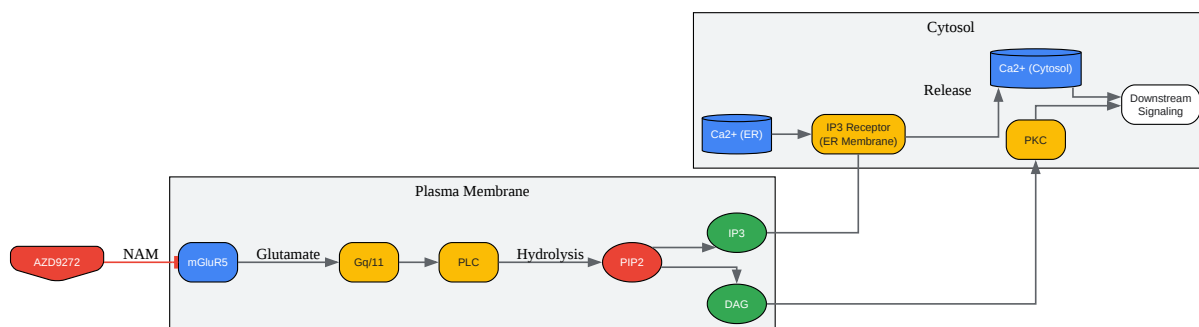 Cytosol
Ca2+ (Cytosol)
Release
Downstream
Signaling
Ca2+ (ER)
IP3 Receptor
(ER Membrane)
PKC
Plasma Membrane
IP3
AZD9272
NAM
mGluR5
Glutamate
Gq/11
PLC
Hydrolysis
PIP2
DAG